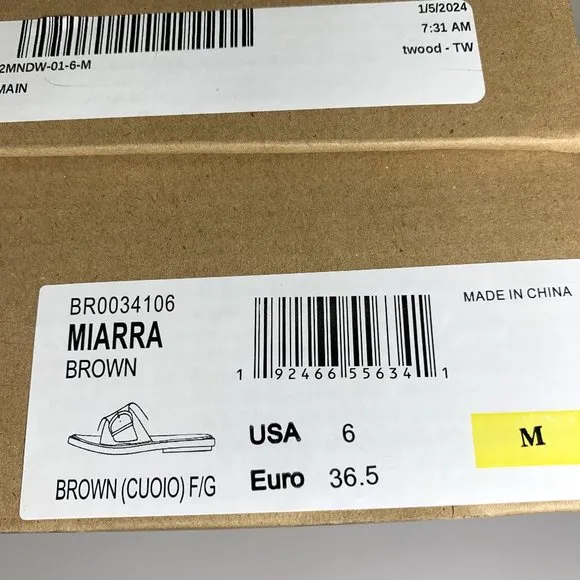 1/5/2024
7:31 AM
twood - TW
2MNDW-01-6-M
MAIN
BR0034106
MIARRA
BROWN
1 92466 55634 1
MADE IN CHINA
USA 6
M
BROWN (CUOIO) F/G
Euro 36.5